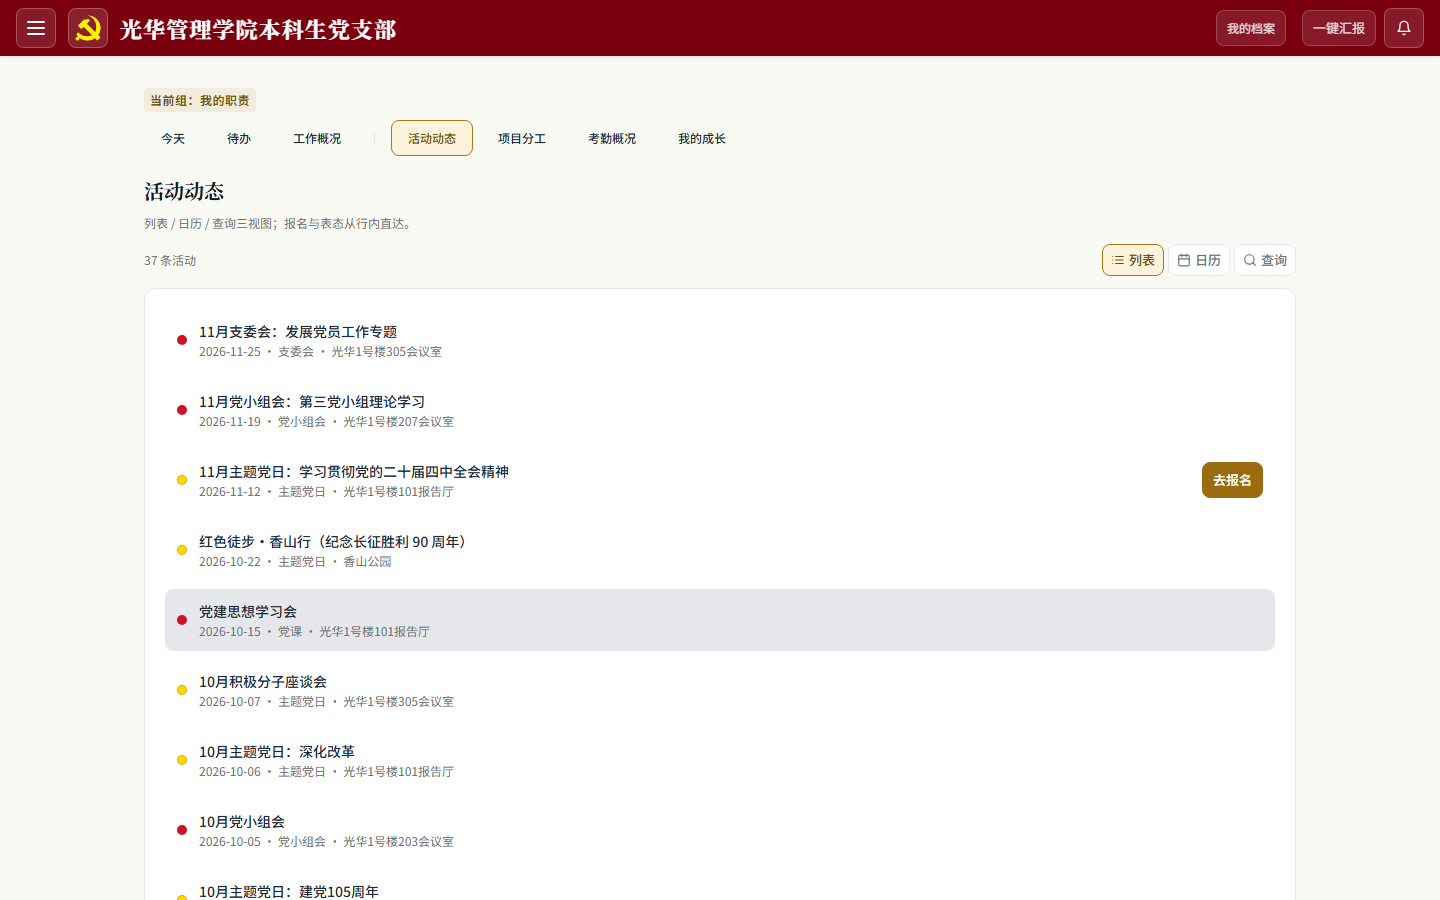 光华管理学院本科生党支部
我的档案
一键汇报
当前组：我的职责
今天
待办
工作概况
活动动态
项目分工
考勤概况
我的成长
活动动态
列表 / 日历 / 查询三视图；报名与表态从行内直达。
37 条活动
列表
日历
查询
11月支委会：发展党员工作专题
2026-11-25 • 支委会 • 光华1号楼305会议室
11月党小组会：第三党小组理论学习
2026-11-19 • 党小组会 • 光华1号楼207会议室
11月主题党日：学习贯彻党的二十届四中全会精神
2026-11-12 • 主题党日 • 光华1号楼101报告厅
去报名
红色徒步・香山行（纪念长征胜利 90 周年）
2026-10-22 • 主题党日 • 香山公园
党建思想学习会
2026-10-15 • 党课 • 光华1号楼101报告厅
10月积极分子座谈会
2026-10-07 • 主题党日 • 光华1号楼305会议室
10月主题党日：深化改革
2026-10-06 • 主题党日 • 光华1号楼101报告厅
10月党小组会
2026-10-05 • 党小组会 • 光华1号楼203会议室
10月主题党日：建党105周年